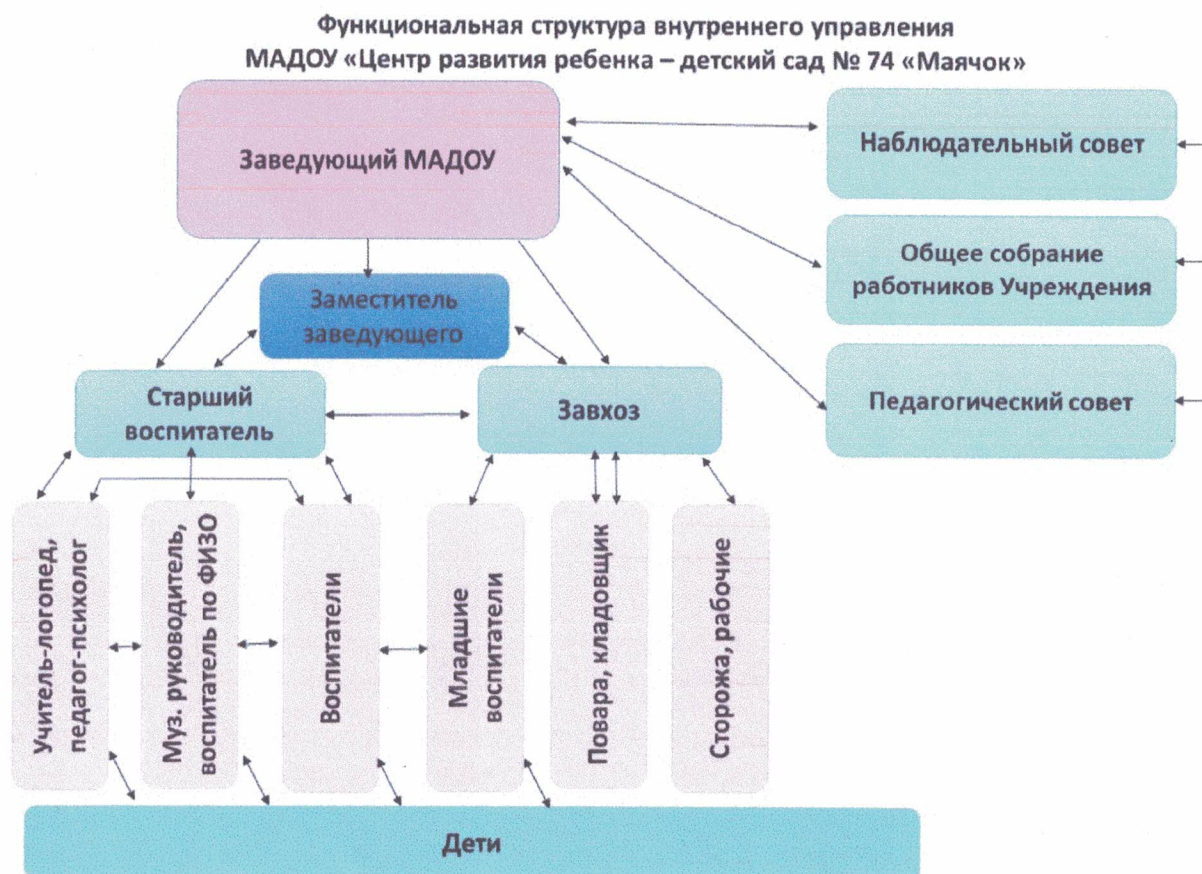 Функциональная структура внутреннего управления
МАДОУ «Центр развития ребенка – детский сад № 74 «Маячок»
Заведующий МАДОУ
Наблюдательный совет
Общее собрание
работников Учреждения
Педагогический совет
Заместитель
заведующего
Старший
воспитатель
Завхоз
Учитель-логопед,
педагог-психолог
Муз. руководитель,
воспитатель по ФИЗО
Воспитатели
Младшие
воспитатели
Повара, кладовщик
Сторожа, рабочие
Дети